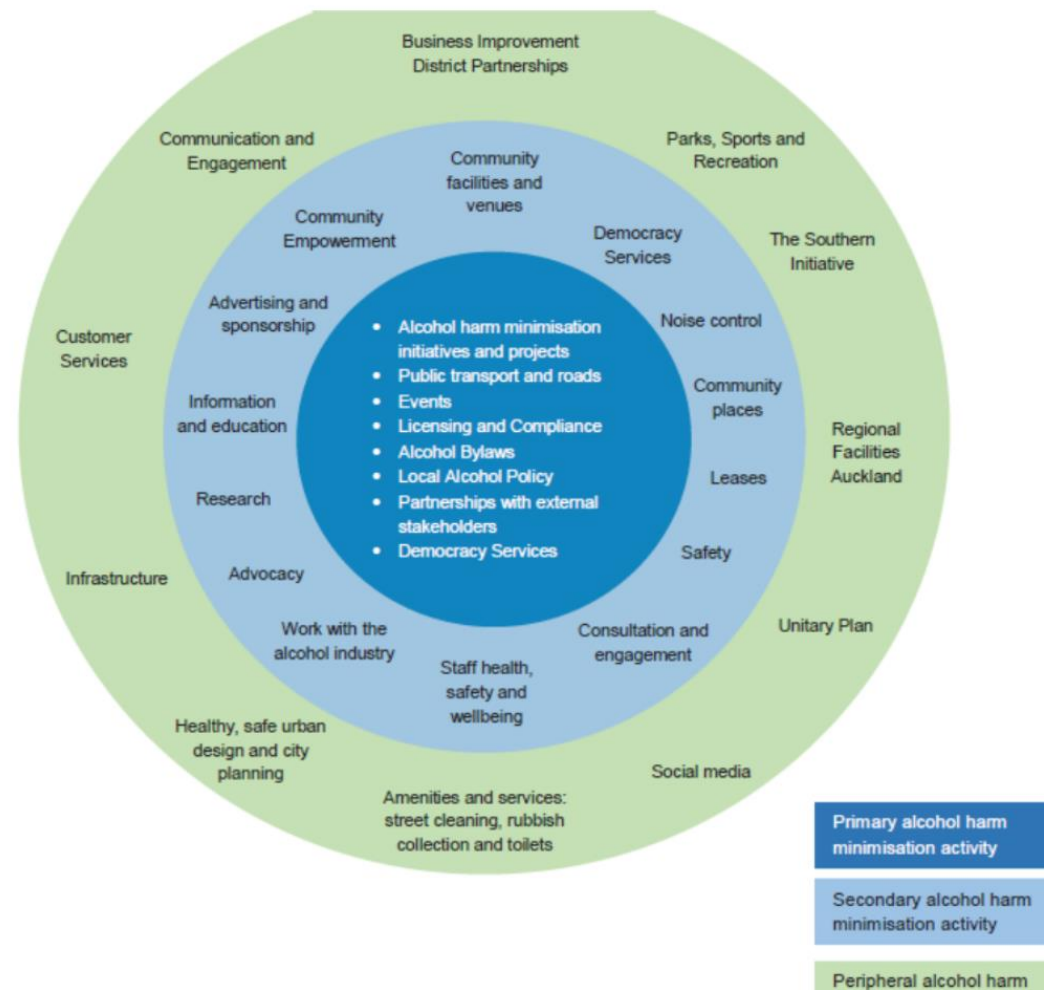 Business Improvement
District Partnerships
Communication and
Engagement
Parks, Sports and
Recreation
Community
facilities and
venues
Community
Empowerment
Democracy
Services
The Southern
Initiative
Advertising and
sponsorship
Noise control
Customer
Services
• Alcohol harm minimisation
initiatives and projects
• Public transport and roads
• Events
• Licensing and Compliance
• Alcohol Bylaws
• Local Alcohol Policy
• Partnerships with external
stakeholders
• Democracy Services
Information
and education
Community
places
Regional
Facilities
Auckland
Research
Leases
Infrastructure
Advocacy
Safety
Work with the
alcohol industry
Consultation and
engagement
Unitary Plan
Staff health,
safety and
wellbeing
Healthy, safe urban
design and city
planning
Social media
Amenities and services:
street cleaning, rubbish
collection and toilets
Primary alcohol harm
minimisation activity
Secondary alcohol harm
minimisation activity
Peripheral alcohol harm